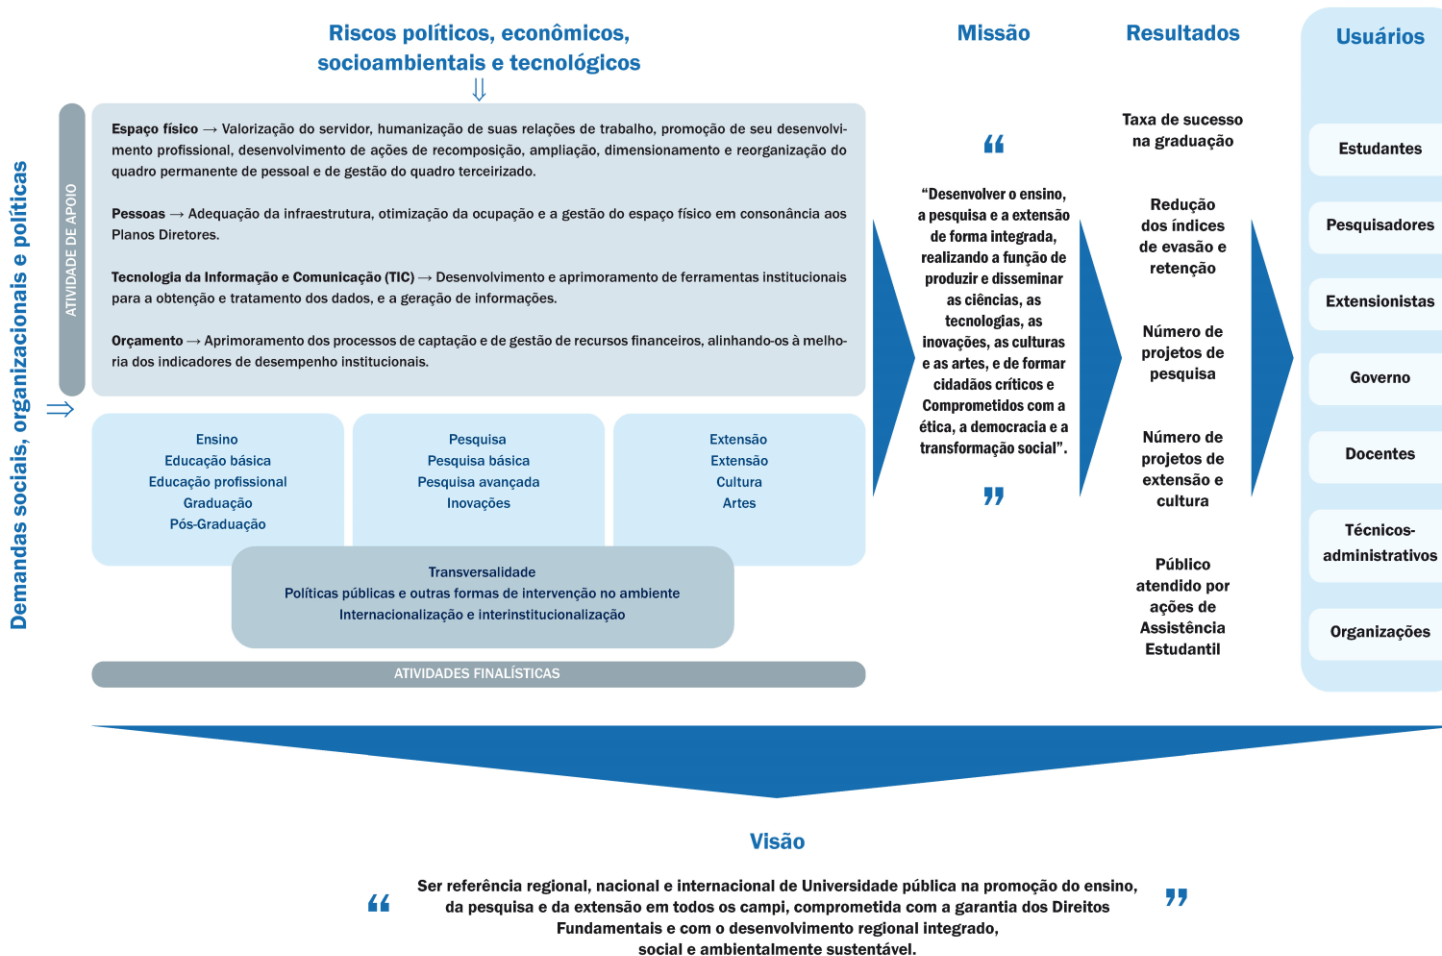 Demandas sociais, organizacionais e políticas
⇒
Riscos políticos, econômicos,
socioambientais e tecnológicos
⇓
ATIVIDADE DE APOIO
Espaço físico → Valorização do servidor, humanização de suas relações de trabalho, promoção de seu desenvolvi-
mento profissional, desenvolvimento de ações de recomposição, ampliação, dimensionamento e reorganização do
quadro permanente de pessoal e de gestão do quadro terceirizado.
Pessoas → Adequação da infraestrutura, otimização da ocupação e a gestão do espaço físico em consonância aos
Planos Diretores.
Tecnologia da Informação e Comunicação (TIC) → Desenvolvimento e aprimoramento de ferramentas institucionais
para a obtenção e tratamento dos dados, e a geração de informações.
Orçamento → Aprimoramento dos processos de captação e de gestão de recursos financeiros, alinhando-os à melho-
ria dos indicadores de desempenho institucionais.
Ensino
Educação básica
Educação profissional
Graduação
Pós-Graduação
Pesquisa
Pesquisa básica
Pesquisa avançada
Inovações
Extensão
Extensão
Cultura
Artes
Transversalidade
Políticas públicas e outras formas de intervenção no ambiente
Internacionalização e interinstitucionalização
ATIVIDADES FINALÍSTICAS
Missão
“
“Desenvolver o ensino,
a pesquisa e a extensão
de forma integrada,
realizando a função de
produzir e disseminar
as ciências, as
tecnologias, as
inovações, as culturas
e as artes, e de formar
cidadãos críticos e
Comprometidos com a
ética, a democracia e a
transformação social”.
”
Resultados
Taxa de sucesso
na graduação
Redução
dos índices
de evasão e
retenção
Número de
projetos de
pesquisa
Número de
projetos de
extensão e
cultura
Público
atendido por
ações de
Assistência
Estudantil
Usuários
Estudantes
Pesquisadores
Extensionistas
Governo
Docentes
Técnicos-
administrativos
Organizações
Visão
“
Ser referência regional, nacional e internacional de Universidade pública na promoção do ensino,
da pesquisa e da extensão em todos os campi, comprometida com a garantia dos Direitos
Fundamentais e com o desenvolvimento regional integrado,
social e ambientalmente sustentável.
”